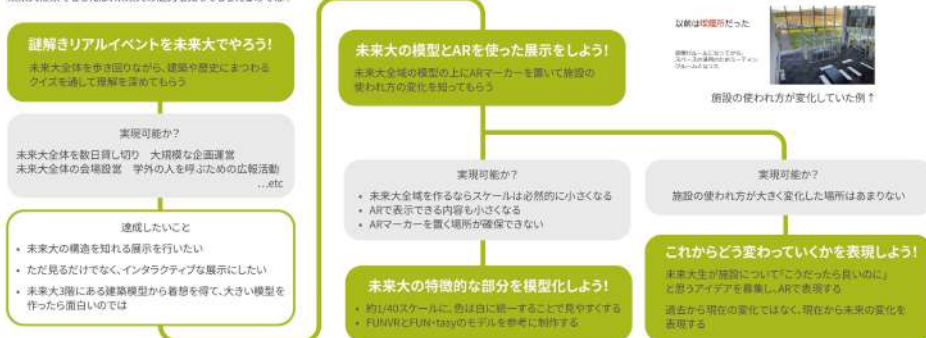 謎解きリアルイベントを未来大でやろう!
未来大全体を歩き回りながら、建築や歴史にまつわる
クイズを通して理解を深めてもらう
実現可能か?
未来大全体を数日貸し切り 大規模な企画運営
未来大全体の会場設営 学外の人を呼ぶための広報活動
...etc
達成したいこと
• 未来大の構造を知れる展示を行いたい
• ただ見るだけでなく、インタラクティブな展示にしたい
• 未来大3階にある建築模型から着想を得て、大きい模型を
作ったら面白いのでは
未来大の模型とARを使った展示をしよう!
未来大全域の模型の上にARマーカーを置いて施設の
使われ方の変化を知ってもらう
実現可能か?
• 未来大全域を作るならスケールは必然的に小さくなる
• ARで表示できる内容も小さくなる
• ARマーカーを置く場所が確保できない
未来大の特徴的な部分を模型化しよう!
• 約1/40スケールに、色は白に統一することで見やすくする
• FUNVRとFUN・tasyのモデルを参考に制作する
以前は喫煙所だった
施設の使われ方が変化していた例↑
実現可能か?
施設の使われ方が大きく変化した場所はあまりない
これからどう変わっていくかを表現しよう!
未来大生が施設について「こうだったら良いのに」
と思うアイデアを募集し、ARで表現する
過去から現在の変化ではなく、現在から未来の変化を
表現する